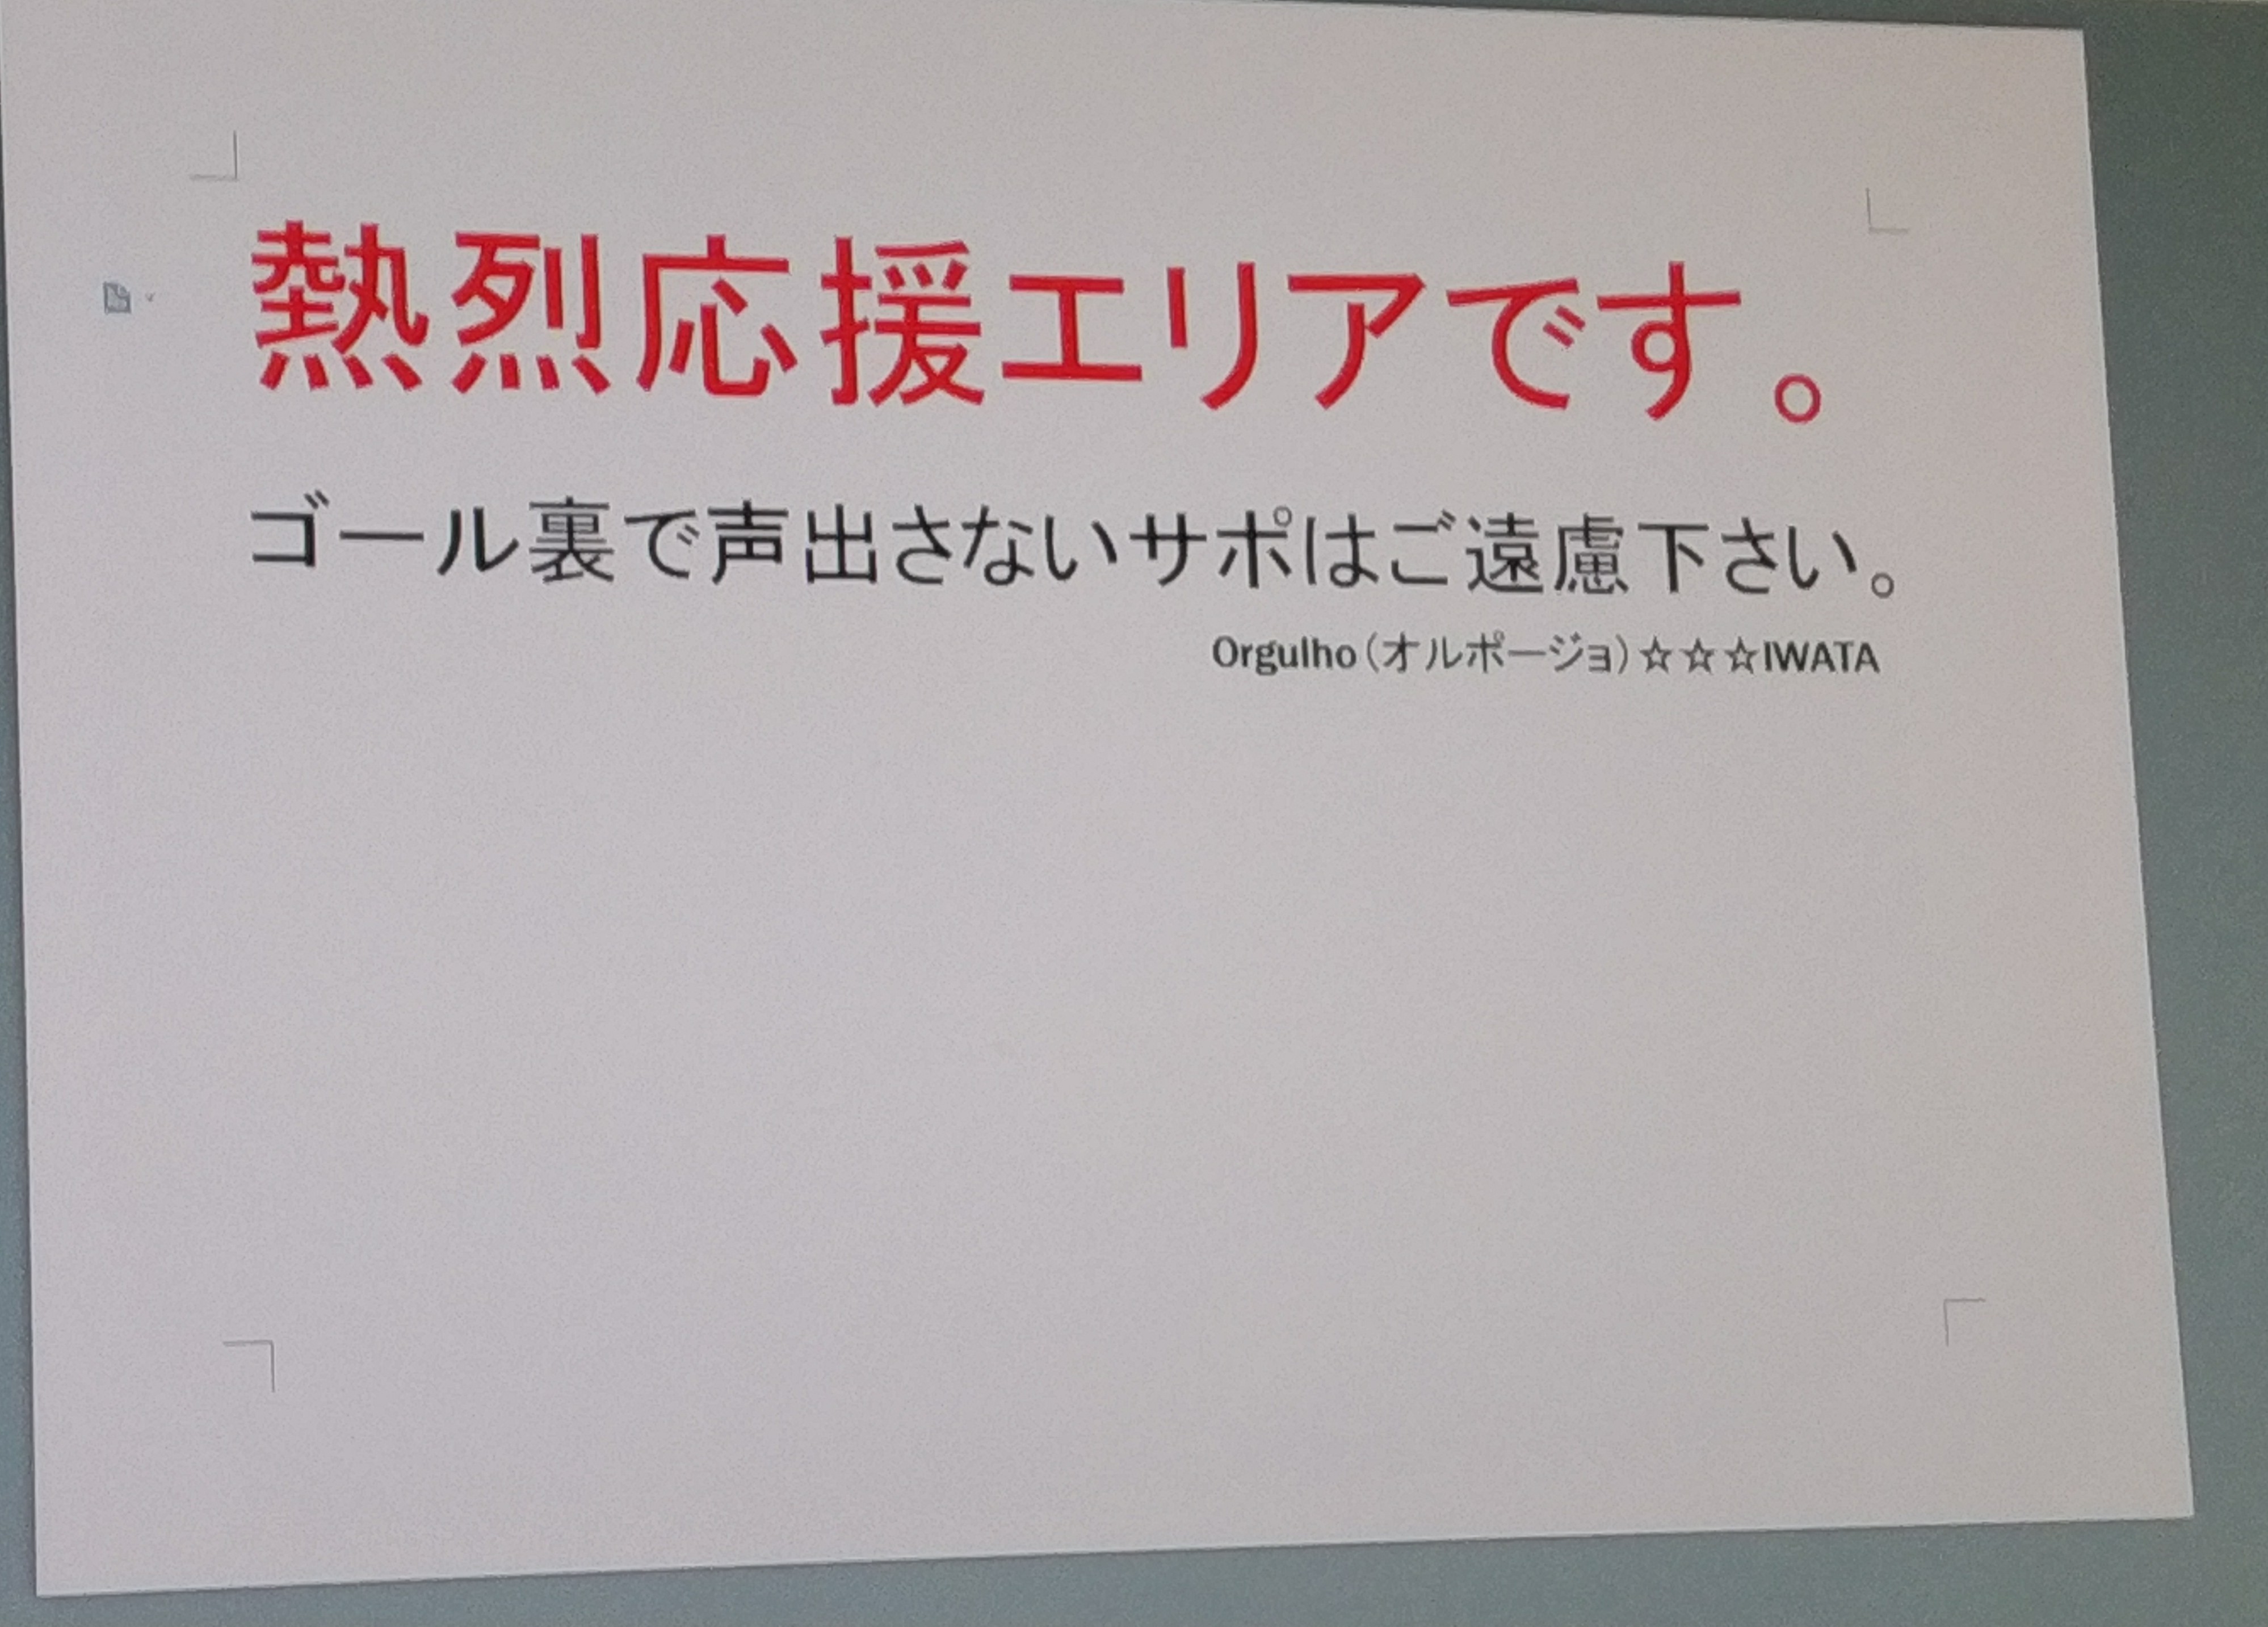 熱烈応援エリアです。
ゴール裏で声出さないサポはご遠慮下さい。
Orgulho（オルポージョ）☆☆☆IWATA